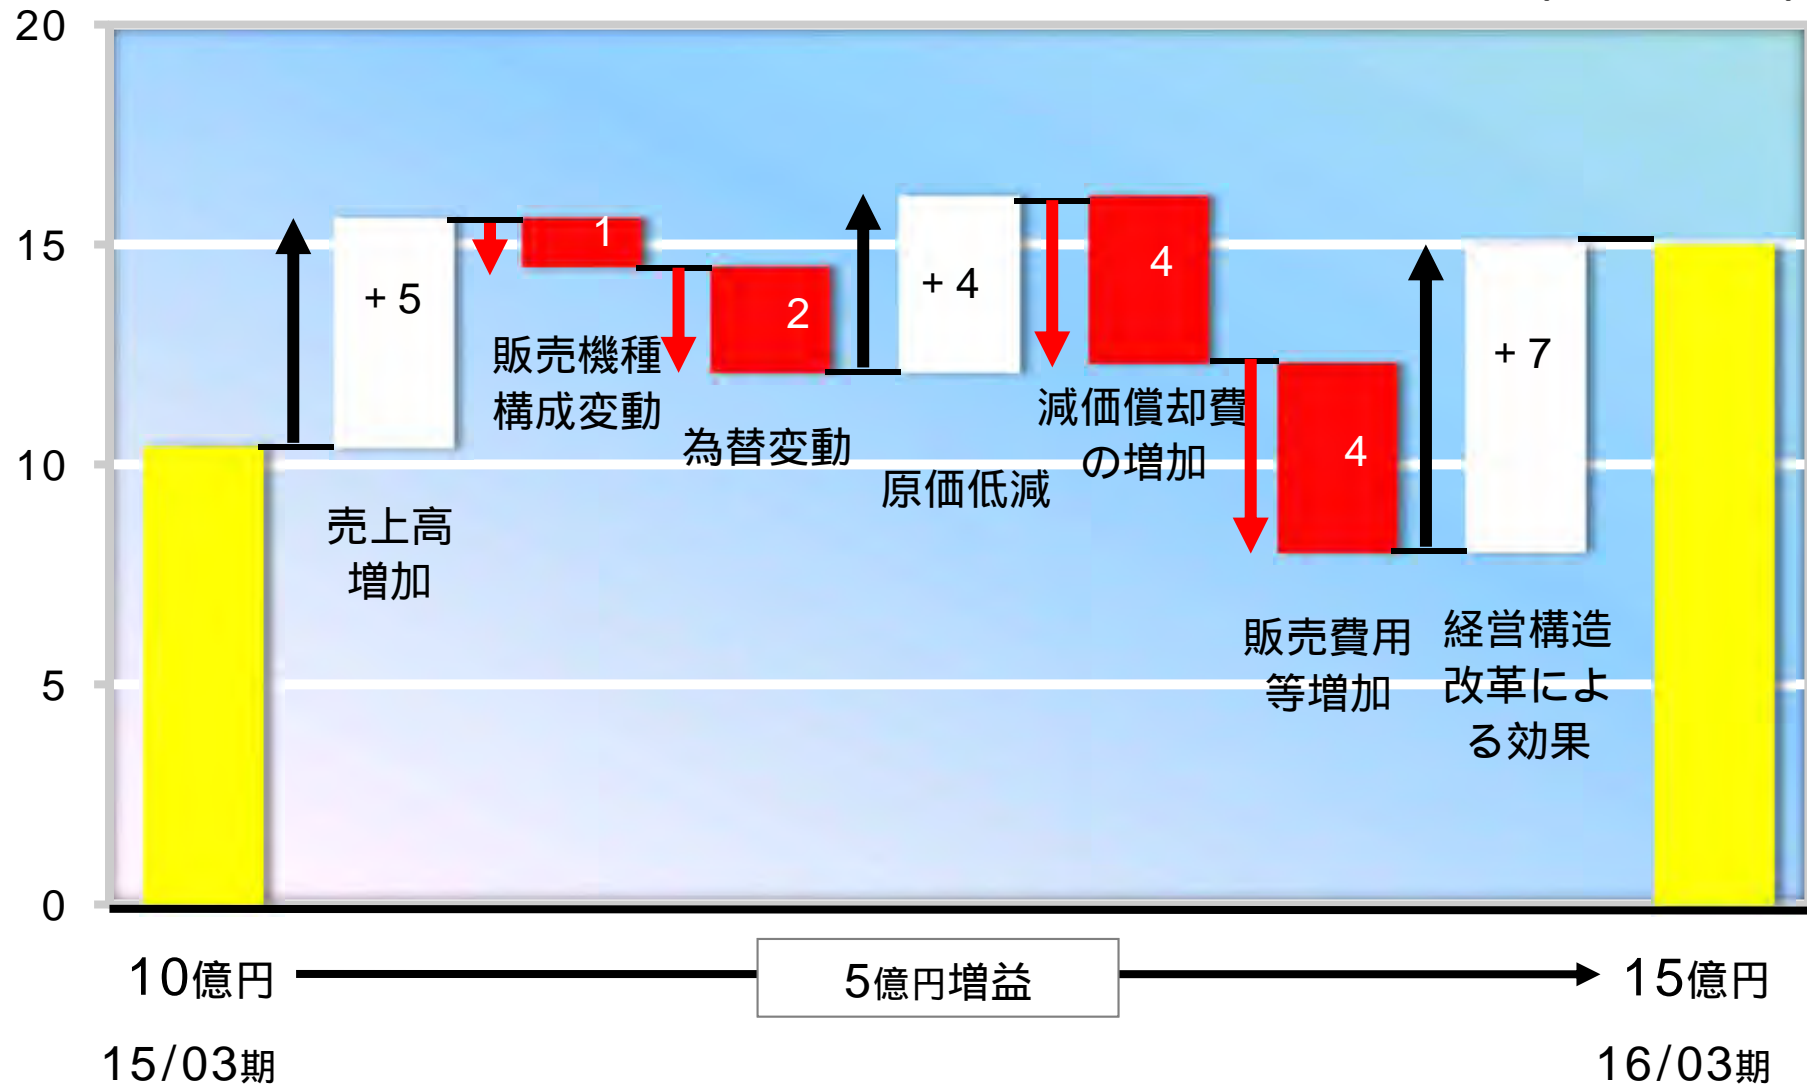 20
15
10
5
0
+ 5
1
2
+ 4
4
4
+ 7
売上高
増加
販売機種
構成変動
為替変動
原価低減
減価償却費
の増加
販売費用
等増加
経営構造
改革によ
る効果
10億円
5億円増益
15億円
15/03期
16/03期